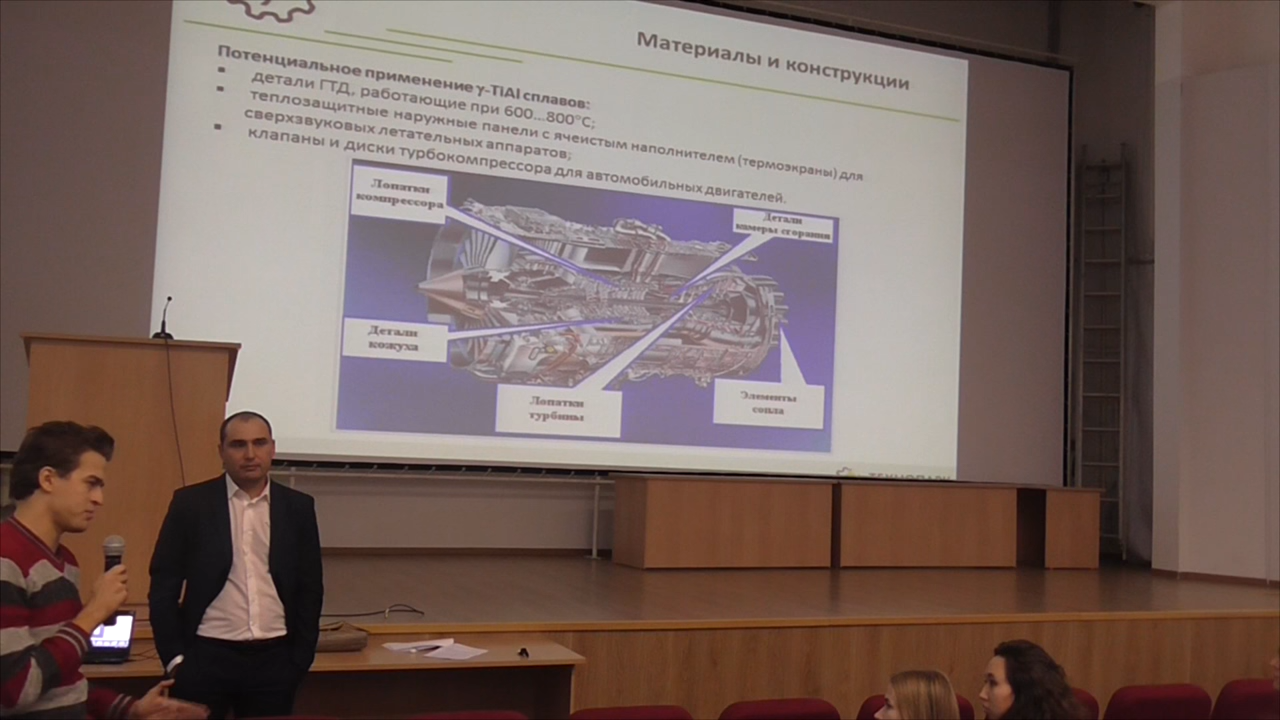 Материалы и конструкции
Потенциальное применение γ-TiAl сплавов:
▪ детали ГТД, работающие при 600...800°С;
▪ теплозащитные наружные панели с ячеистым наполнителем (термоэкраны) для
сверхзвуковых летательных аппаратов;
▪ клапаны и диски турбокомпрессора для автомобильных двигателей.
Лопатки
компрессора
Детали
камеры сгорания
Детали
кожуха
Лопатки
турбины
Элементы
сопла
ТЕХНОПАРК